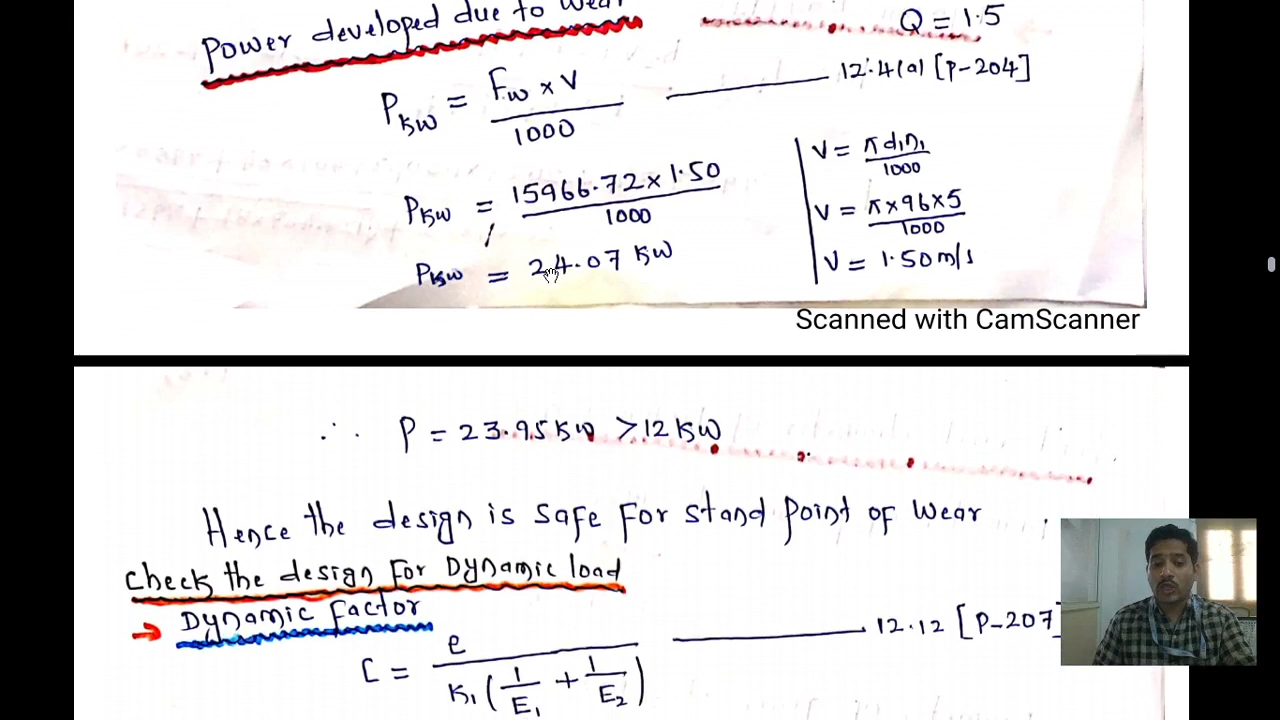 Power developed due to wear
Q = 1.5
P_kW = F_w × V / 1000 12.4(a) [P-204]
P_kW = 15966.72 × 1.50 / 1000
P_kW = 24.07 kW
V = π d₁n₁ / 1000
V = π×96×5 / 1000
V = 1.50 m/s
Scanned with CamScanner
∴ P = 23.95 kW > 12 kW
Hence the design is safe for stand point of wear
check the design for Dynamic load
→ Dynamic Factor
C = e / K₁(1/E₁ + 1/E₂) 12.12 [P-207]